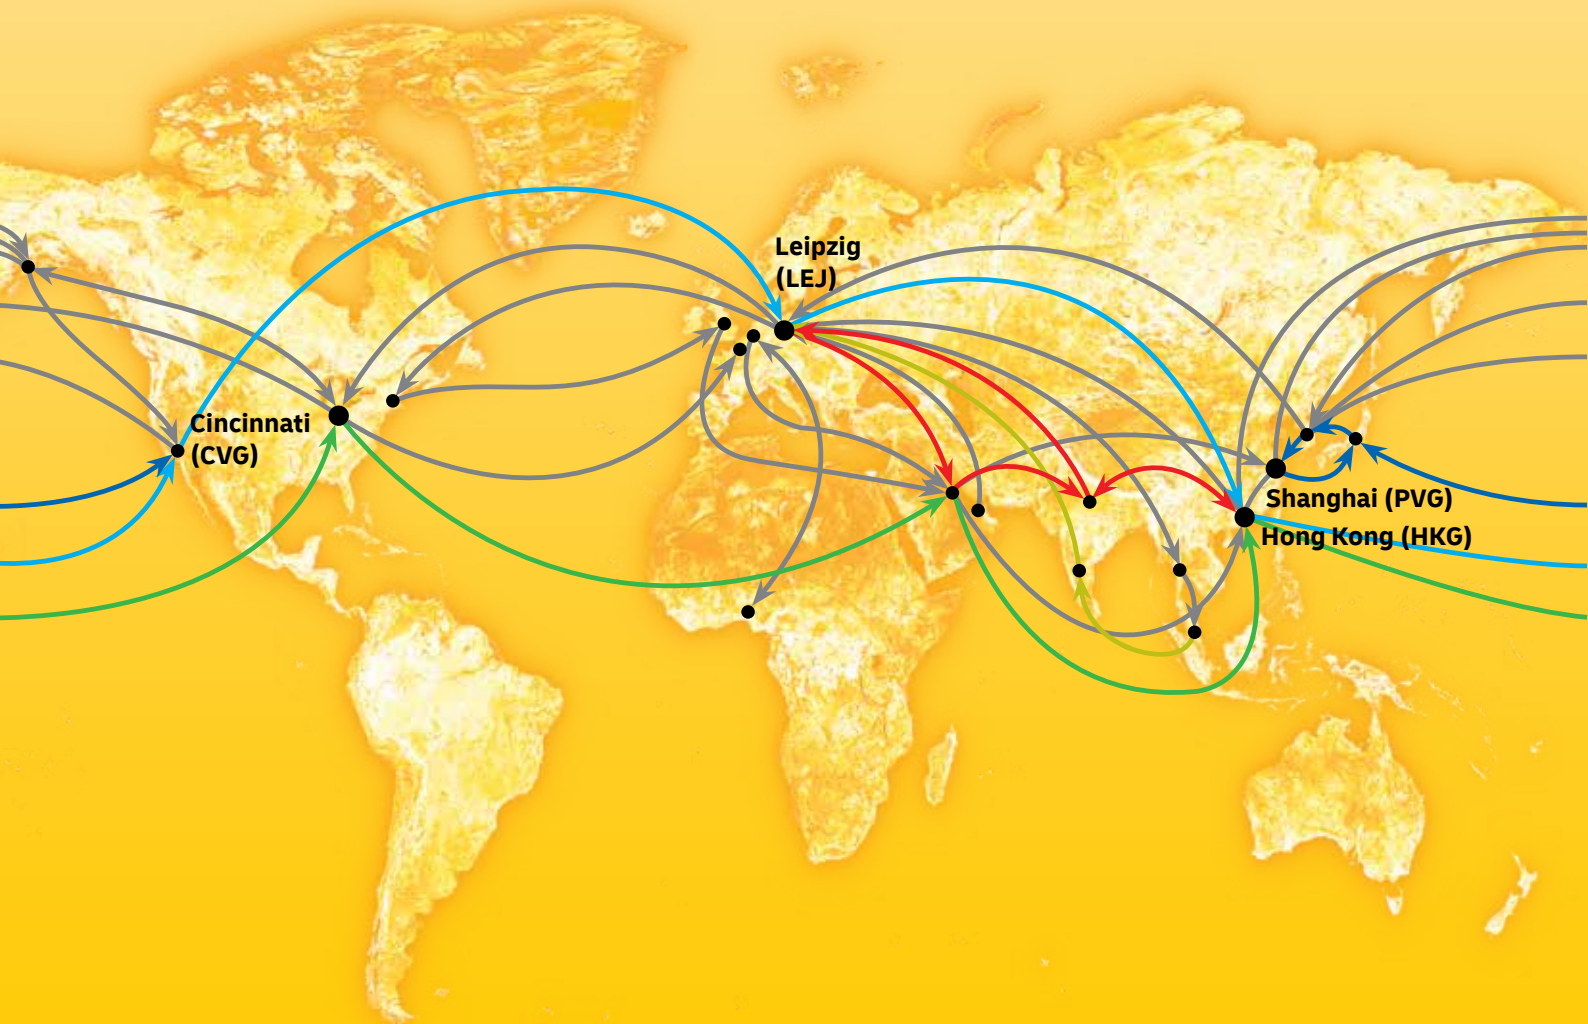 Leipzig
(LEJ)
Cincinnati
(CVG)
Shanghai (PVG)
Hong Kong (HKG)